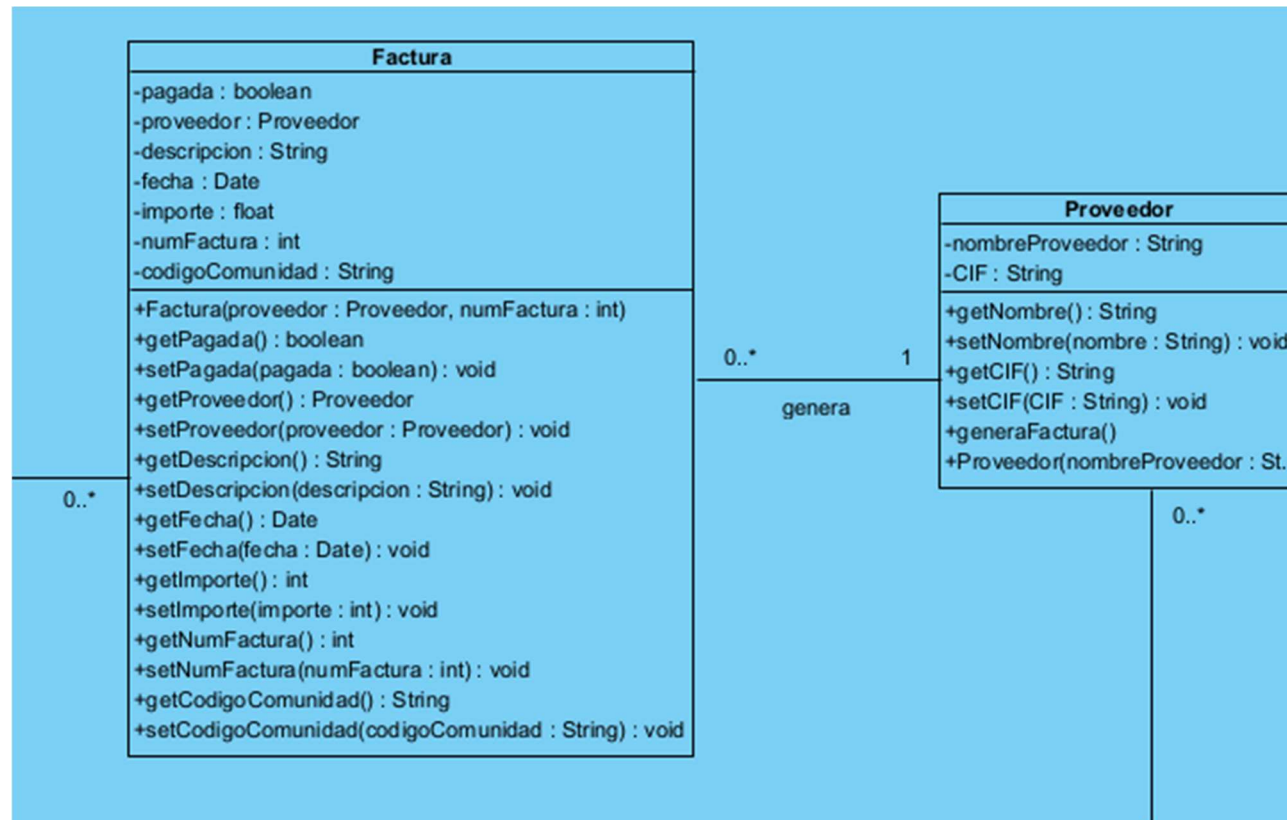 Factura
-pagada : boolean
-proveedor : Proveedor
-descripcion : String
-fecha : Date
-importe : float
-numFactura : int
-codigoComunidad : String
+Factura(proveedor : Proveedor, numFactura : int)
+getPagada() : boolean
+setPagada(pagada : boolean) : void
+getProveedor() : Proveedor
+setProveedor(proveedor : Proveedor) : void
+getDescripcion() : String
+setDescripcion(descripcion : String) : void
+getFecha() : Date
+setFecha(fecha : Date) : void
+getImporte() : int
+setImporte(importe : int) : void
+getNumFactura() : int
+setNumFactura(numFactura : int) : void
+getCodigoComunidad() : String
+setCodigoComunidad(codigoComunidad : String) : void
0..*
0..*
1
genera
Proveedor
-nombreProveedor : String
-CIF : String
+getNombre() : String
+setNombre(nombre : String) : void
+getCIF() : String
+setCIF(CIF : String) : void
+generaFactura()
+Proveedor(nombreProveedor : St..
0..*